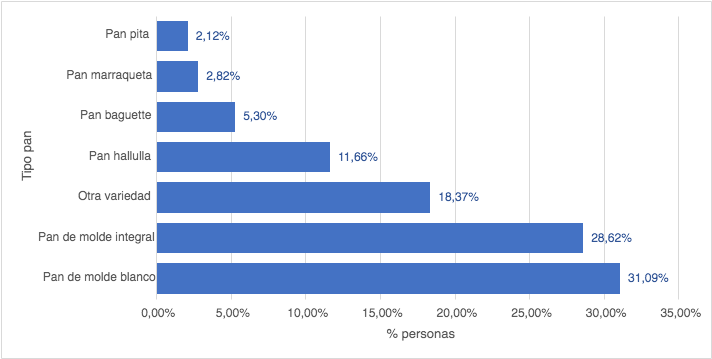 Pan pita
2,12%
Pan marraqueta
2,82%
Pan baguette
5,30%
Pan hallulla
11,66%
Otra variedad
18,37%
Pan de molde integral
28,62%
Pan de molde blanco
31,09%
Tipo pan
0,00%
5,00%
10,00%
15,00%
20,00%
25,00%
30,00%
35,00%
% personas